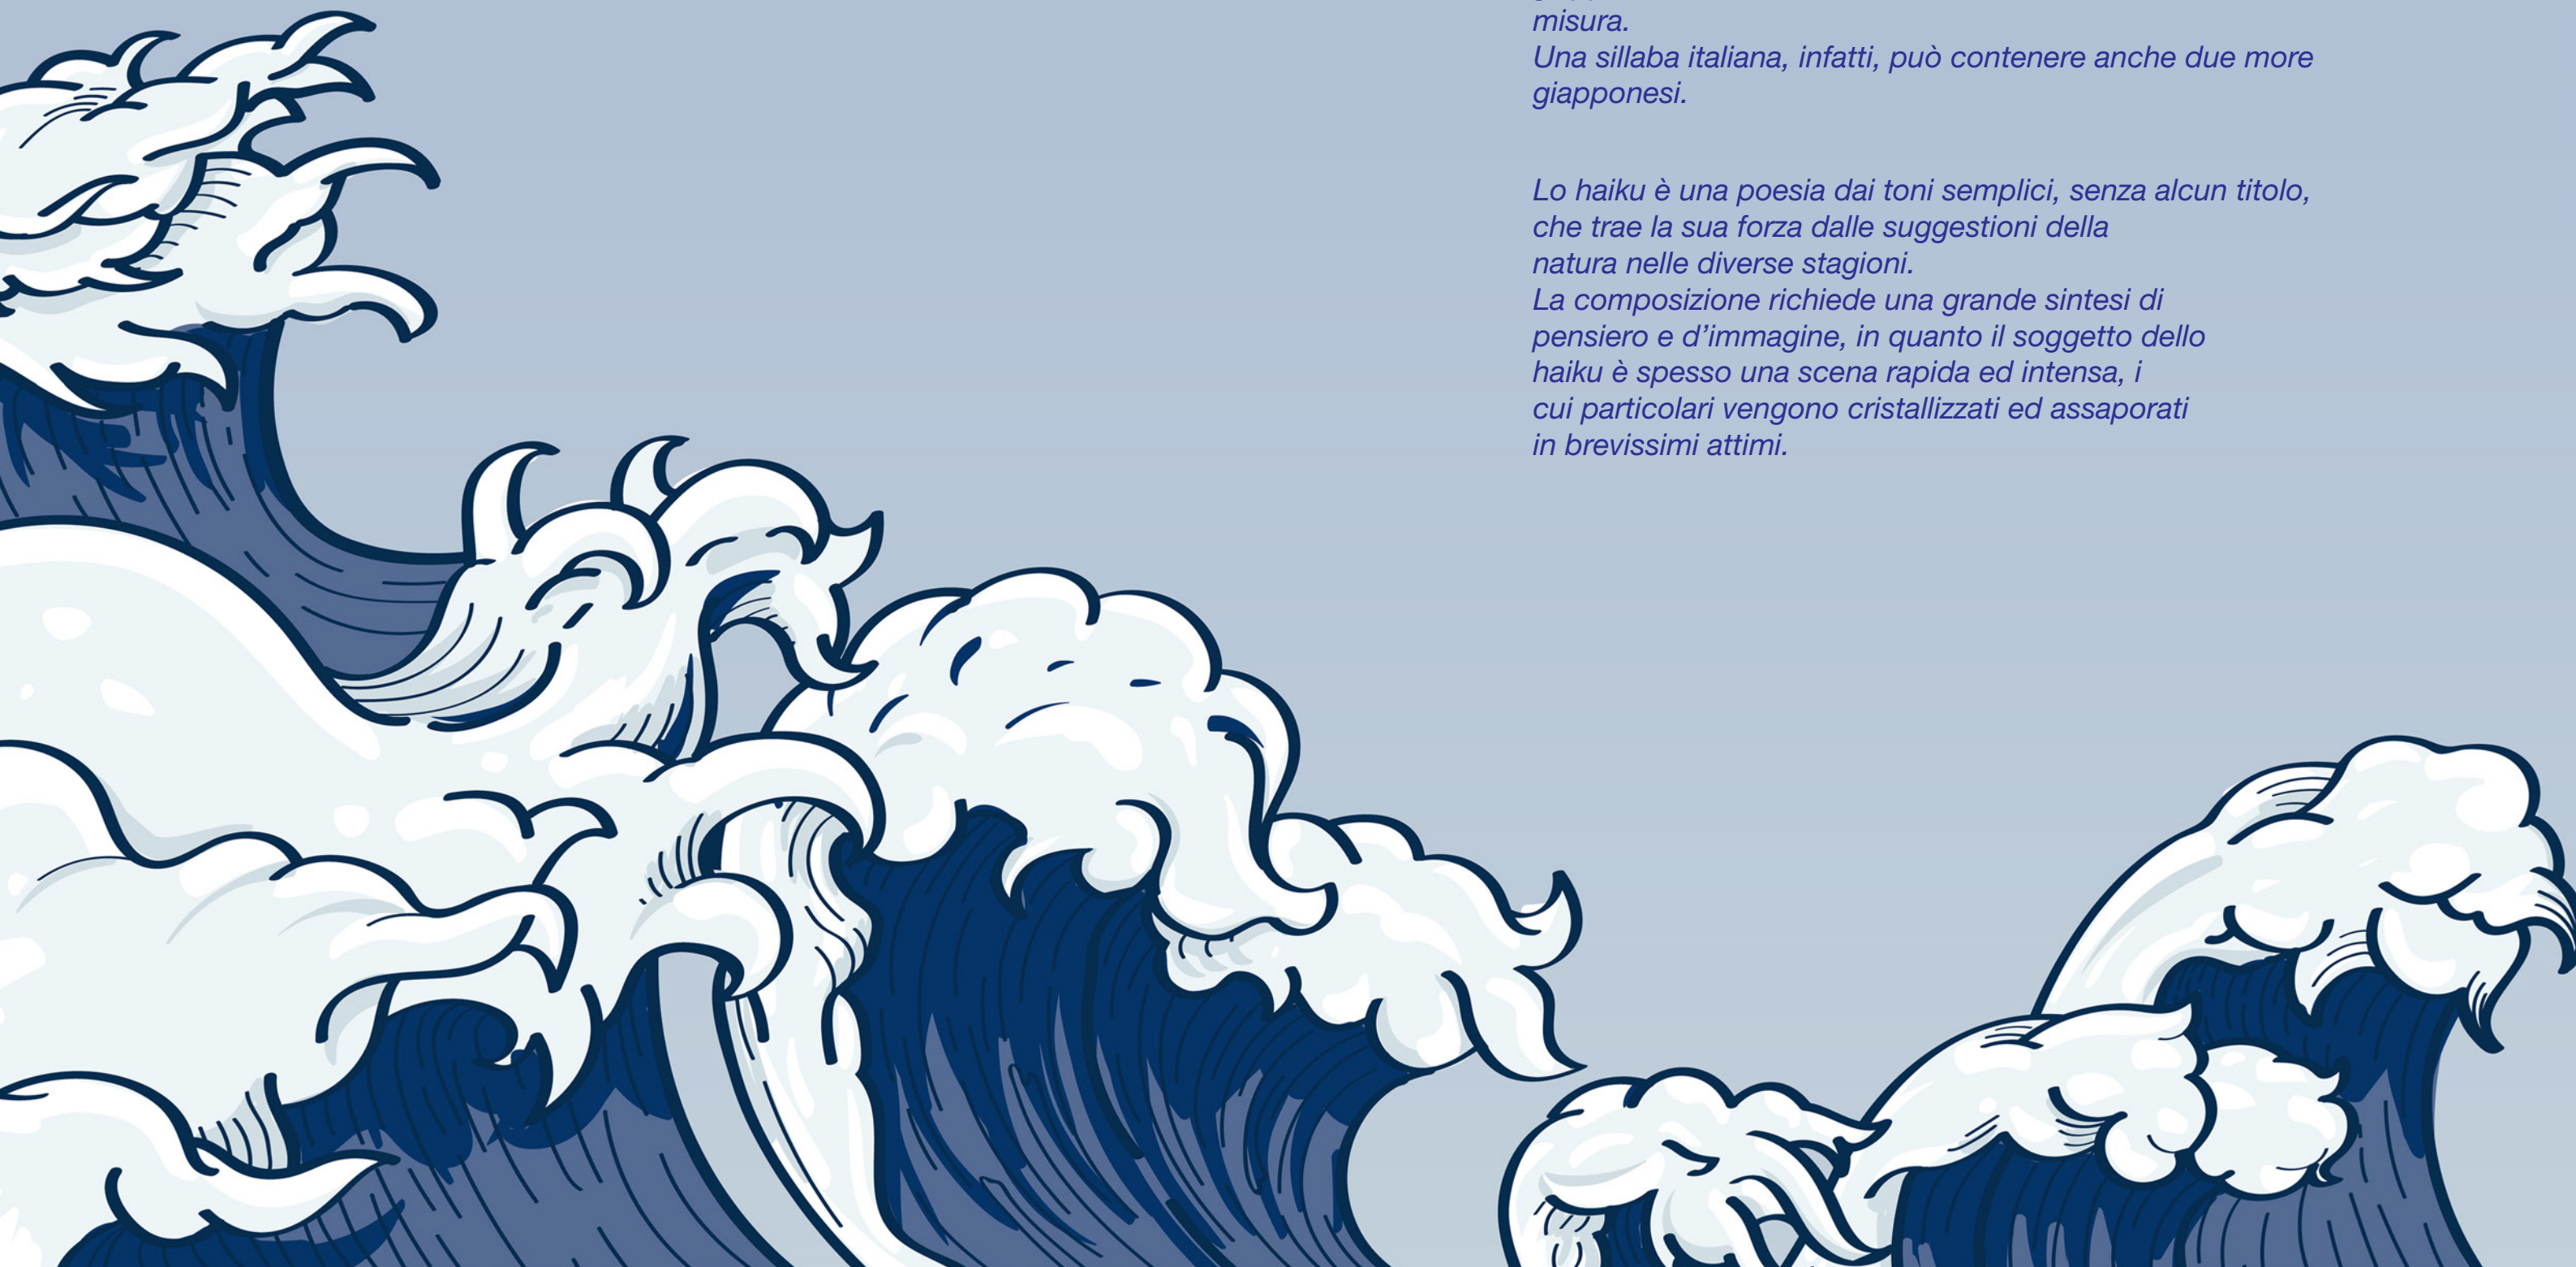 misura.
Una sillaba italiana, infatti, può contenere anche due more
giapponesi.
Lo haiku è una poesia dai toni semplici, senza alcun titolo,
che trae la sua forza dalle suggestioni della
natura nelle diverse stagioni.
La composizione richiede una grande sintesi di
pensiero e d’immagine, in quanto il soggetto dello
haiku è spesso una scena rapida ed intensa, i
cui particolari vengono cristallizzati ed assaporati
in brevissimi attimi.